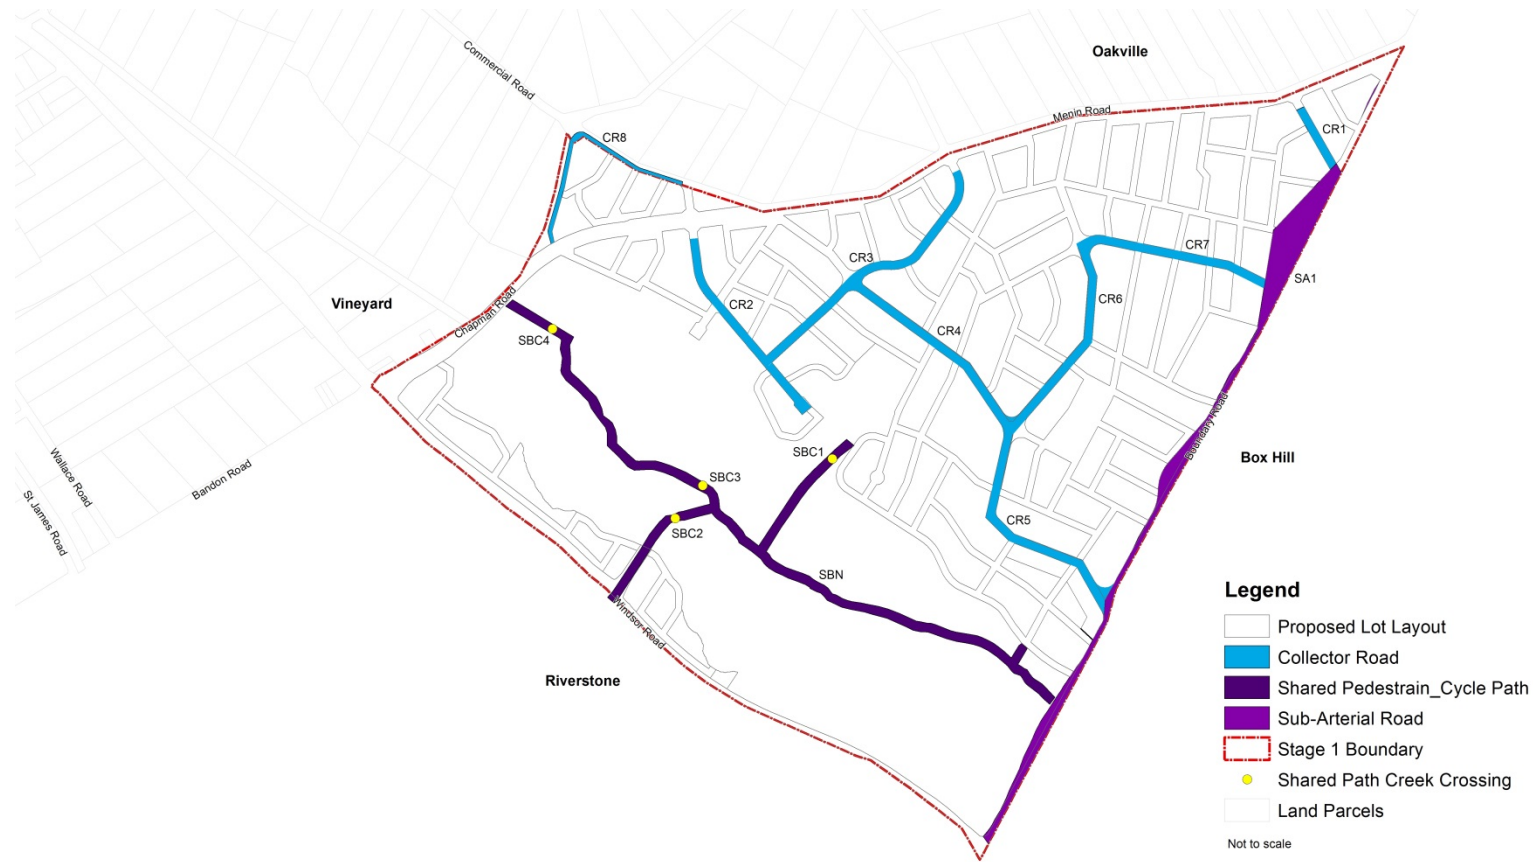 Oakville
Commercial Road
Menin Road
CR8
CR1
CR7
CR3
SA1
Vineyard
CR6
CR2
Chapman Road
CR4
SBC4
Boundary Road
SBC1
Box Hill
Wallace Road
Bandon Road
SBC3
St James Road
CR5
SBC2
SBN
Windsor Road
Riverstone
Legend
Proposed Lot Layout
Collector Road
Shared Pedestrain_Cycle Path
Sub-Arterial Road
Stage 1 Boundary
Shared Path Creek Crossing
Land Parcels
Not to scale